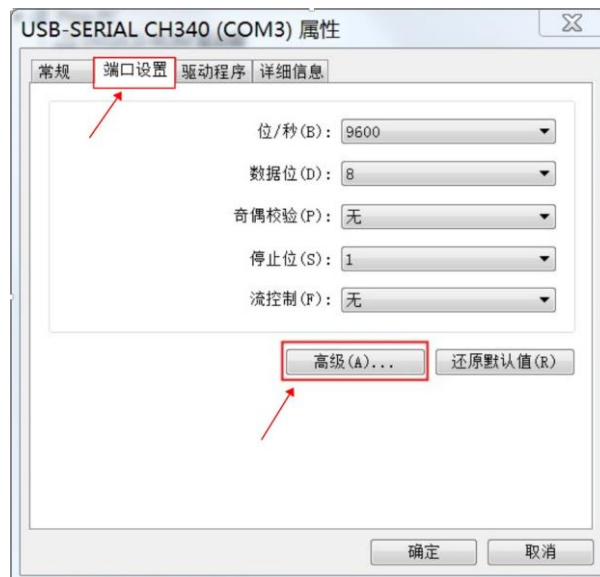 USB-SERIAL CH340 (COM3) 属性
常规 端口设置 驱动程序 详细信息
位/秒(B): 9600
数据位(D): 8
奇偶校验(P): 无
停止位(S): 1
流控制(F): 无
高级(A)... 还原默认值(R)
确定 取消